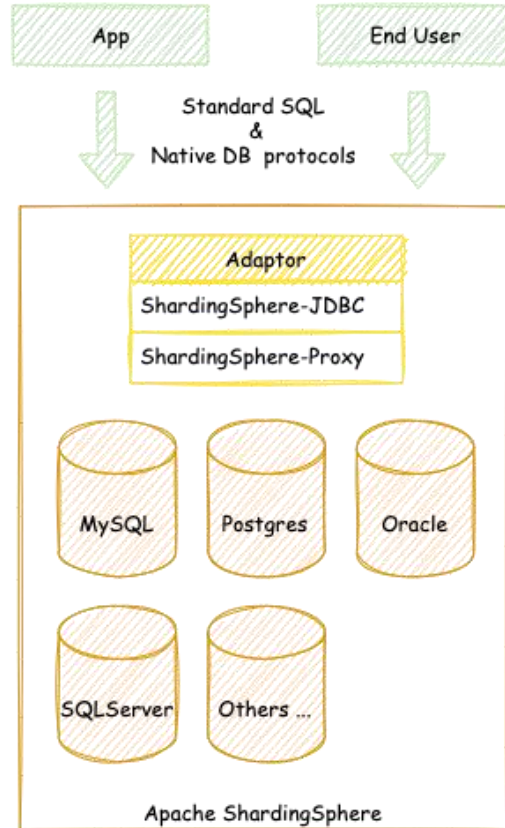 App
End User
Standard SQL
&
Native DB protocols
Adaptor
ShardingSphere-JDBC
ShardingSphere-Proxy
MySQL
Postgres
Oracle
SQLServer
Others ...
Apache ShardingSphere